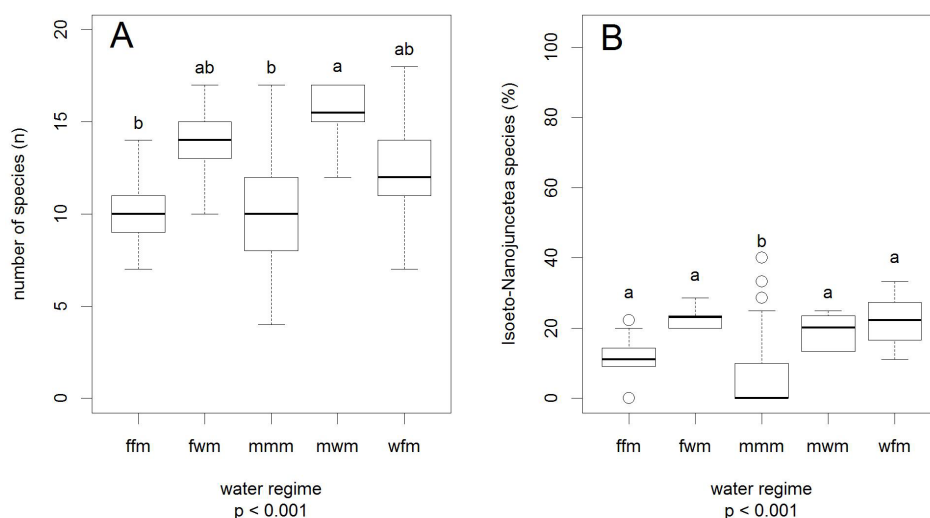 A
number of species (n)
20
15
10
5
0
b
ab
b
a
ab
ffm
fwm
mmm
mwm
wfm
water regime
p < 0.001
B
Isoeto-Nanojuncetea species (%)
100
80
60
40
20
0
a
a
b
a
a
ffm
fwm
mmm
mwm
wfm
water regime
p < 0.001